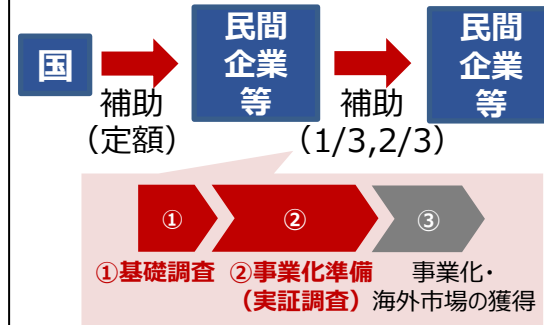 国
補助
（定額）
民間
企業
等
補助
（1/3,2/3）
民間
企業
等
①
②
③
①基礎調査
②事業化準備
（実証調査）
事業化・
海外市場の獲得